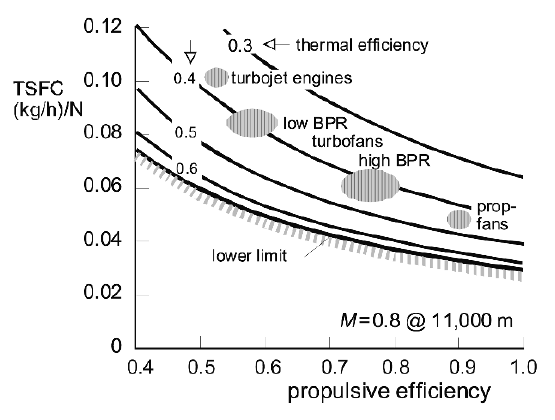 0.12
0.3 thermal efficiency
TSFC
(kg/h)/N
0.10
0.4 turbojet engines
0.08
0.5
low BPR
turbofans
high BPR
0.06
0.6
prop-
fans
0.04
lower limit
0.02
M=0.8 @ 11,000 m
0
0.4 0.5 0.6 0.7 0.8 0.9 1.0
propulsive efficiency